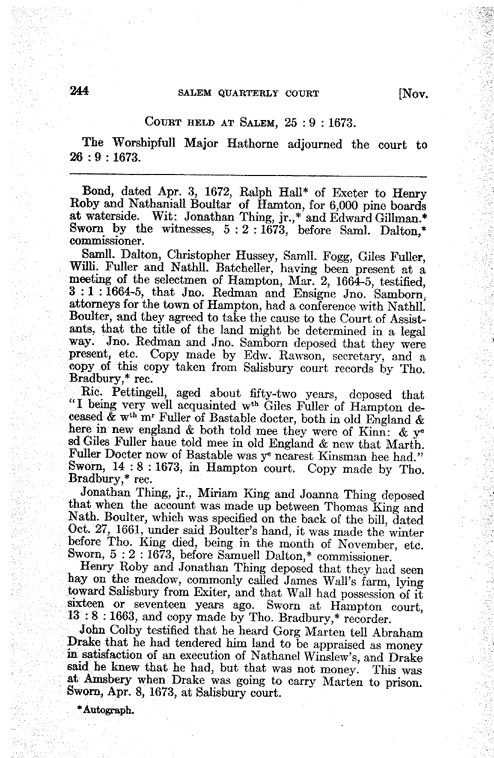 244 SALEM QUARTERLY COURT [Nov.
COURT HELD AT SALEM, 25 : 9 : 1673.
The Worshipfull Major Hathorne adjourned the court to
26 : 9 : 1673.
Bond, dated Apr. 3, 1672, Ralph Hall* of Exeter to Henry
Roby and Nathaniall Boultar of Hamton, for 6,000 pine boards
at waterside. Wit: Jonathan Thing, jr.,* and Edward Gillman.*
Sworn by the witnesses, 5 : 2 : 1673, before Saml. Dalton,*
commissioner.
Samll. Dalton, Christopher Hussey, Samll. Fogg, Giles Fuller,
Willi. Fuller and Nathll. Batcheller, having been present at a
meeting of the selectmen of Hampton, Mar. 2, 1664-5, testified,
3 : 1 : 1664-5, that Jno. Redman and Ensigne Jno. Samborn,
attorneys for the town of Hampton, had a conference with Nathll.
Boulter, and they agreed to take the cause to the Court of Assist-
ants, that the title of the land might be determined in a legal
way. Jno. Redman and Jno. Samborn deposed that they were
present, etc. Copy made by Edw. Rawson, secretary, and a
copy of this copy taken from Salisbury court records by Tho.
Bradbury,* rec.
Ric. Pettingell, aged about fifty-two years, deposed that
"I being very well acquainted wth Giles Fuller of Hampton de-
ceased & wth mr Fuller of Bastable docter, both in old England &
here in new england & both told mee they were of Kinn: & ye
sd Giles Fuller haue told mee in old England & new that Marth.
Fuller Docter now of Bastable was ye nearest Kinsman hee had."
Sworn, 14 : 8 : 1673, in Hampton court. Copy made by Tho.
Bradbury,* rec.
Jonathan Thing, jr., Miriam King and Joanna Thing deposed
that when the account was made up between Thomas King and
Nath. Boulter, which was specified on the back of the bill, dated
Oct. 27, 1661, under said Boulter's hand, it was made the winter
before Tho. King died, being in the month of November, etc.
Sworn, 5 : 2 : 1673, before Samuell Dalton,* commissioner.
Henry Roby and Jonathan Thing deposed that they had seen
hay on the meadow, commonly called James Wall's farm, lying
toward Salisbury from Exiter, and that Wall had possession of it
sixteen or seventeen years ago. Sworn at Hampton court,
13 : 8 : 1663, and copy made by Tho. Bradbury,* recorder.
John Colby testified that he heard Gorg Marten tell Abraham
Drake that he had tendered him land to be appraised as money
in satisfaction of an execution of Nathanel Winslew's, and Drake
said he knew that he had, but that was not money. This was
at Amsbery when Drake was going to carry Marten to prison.
Sworn, Apr. 8, 1673, at Salisbury court.
*Autograph.